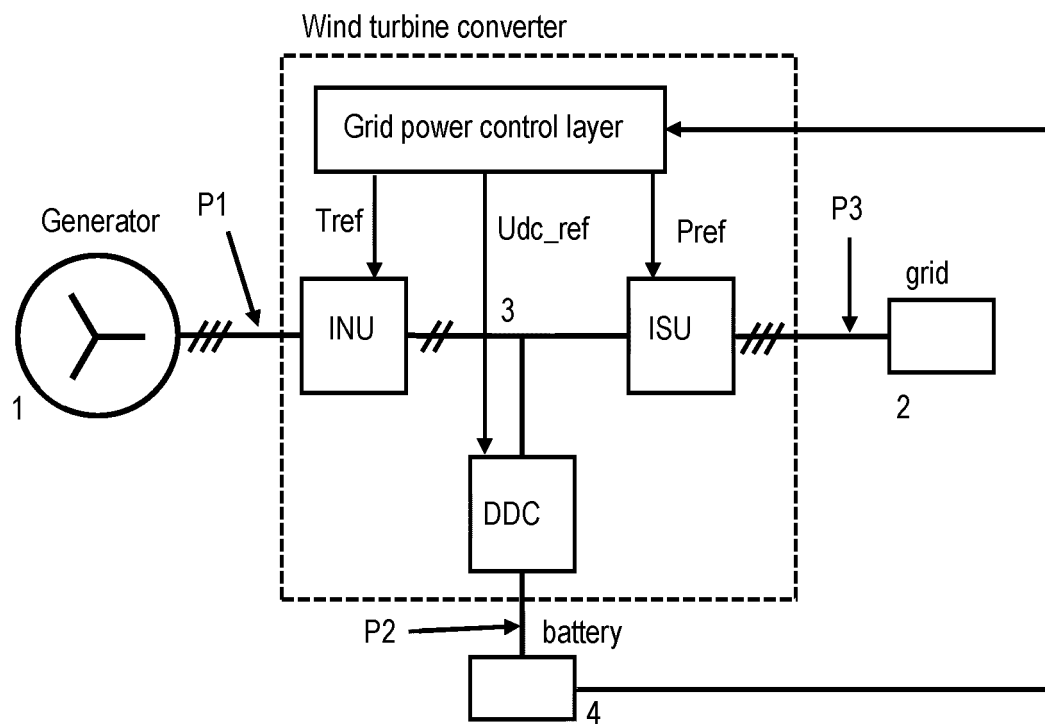 Wind turbine converter
Grid power control layer
P1
Generator
Tref
Udc_ref
Pref
P3
grid
INU
3
ISU
1
2
DDC
P2
battery
4